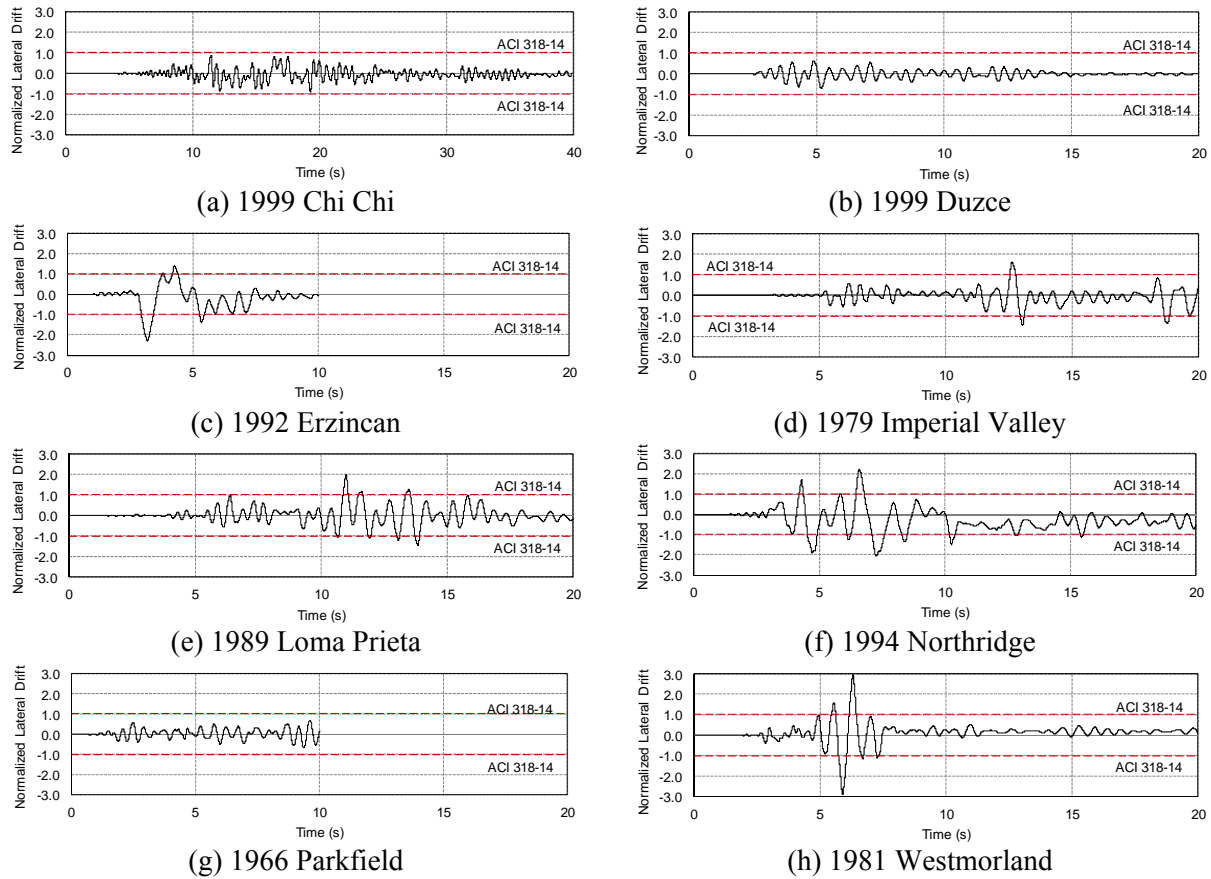 Normalized Lateral Drift
3.0
2.0
1.0
0.0
-1.0
-2.0
-3.0
ACI 318-14
ACI 318-14
0 10 20 30 40
Time (s)
(a) 1999 Chi Chi
Normalized Lateral Drift
3.0
2.0
1.0
0.0
-1.0
-2.0
-3.0
ACI 318-14
ACI 318-14
0 5 10 15 20
Time (s)
(b) 1999 Duzce
Normalized Lateral Drift
3.0
2.0
1.0
0.0
-1.0
-2.0
-3.0
ACI 318-14
ACI 318-14
0 5 10 15 20
Time (s)
(c) 1992 Erzincan
Normalized Lateral Drift
3.0
2.0
1.0
0.0
-1.0
-2.0
-3.0
ACI 318-14
ACI 318-14
0 5 10 15 20
Time (s)
(d) 1979 Imperial Valley
Normalized Lateral Drift
3.0
2.0
1.0
0.0
-1.0
-2.0
-3.0
ACI 318-14
ACI 318-14
0 5 10 15 20
Time (s)
(e) 1989 Loma Prieta
Normalized Lateral Drift
3.0
2.0
1.0
0.0
-1.0
-2.0
-3.0
ACI 318-14
ACI 318-14
0 5 10 15 20
Time (s)
(f) 1994 Northridge
Normalized Lateral Drift
3.0
2.0
1.0
0.0
-1.0
-2.0
-3.0
ACI 318-14
ACI 318-14
0 5 10 15 20
Time (s)
(g) 1966 Parkfield
Normalized Lateral Drift
3.0
2.0
1.0
0.0
-1.0
-2.0
-3.0
ACI 318-14
ACI 318-14
0 5 10 15 20
Time (s)
(h) 1981 Westmorland